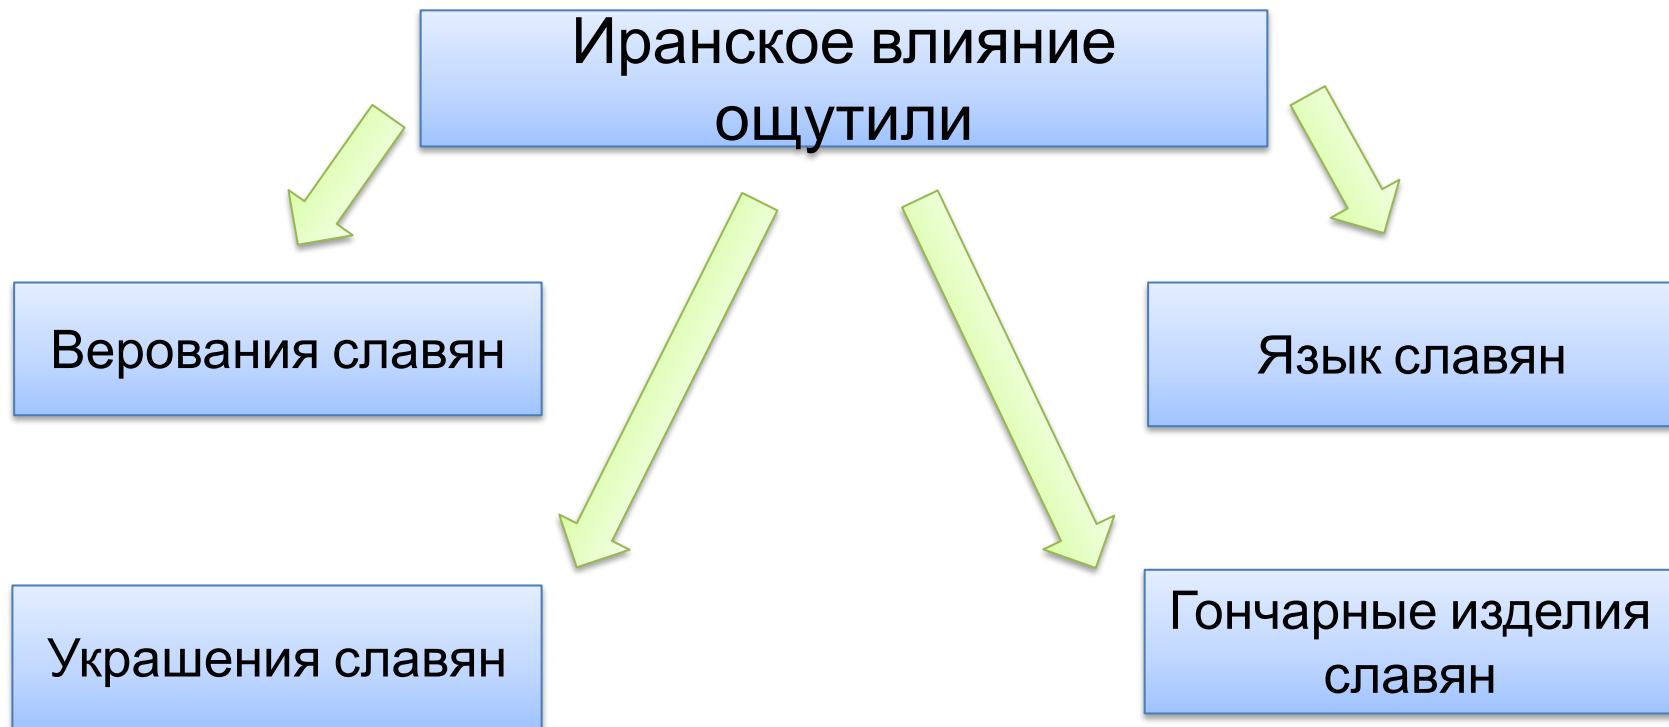 Иранское влияние
ощутили
Верования славян
Язык славян
Украшения славян
Гончарные изделия
славян